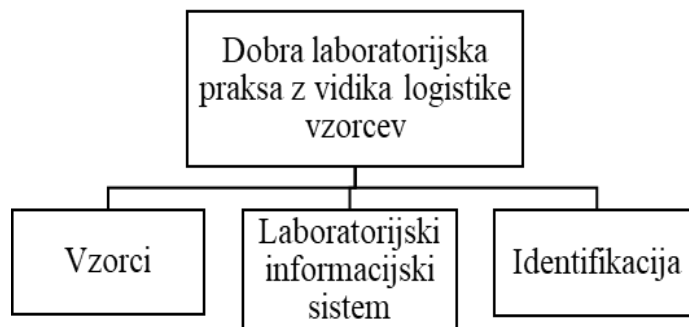 Dobra laboratorijska
praksa z vidika logistike
vzorcev
Vzorci
Laboratorijski
informacijski
sistem
Identifikacija